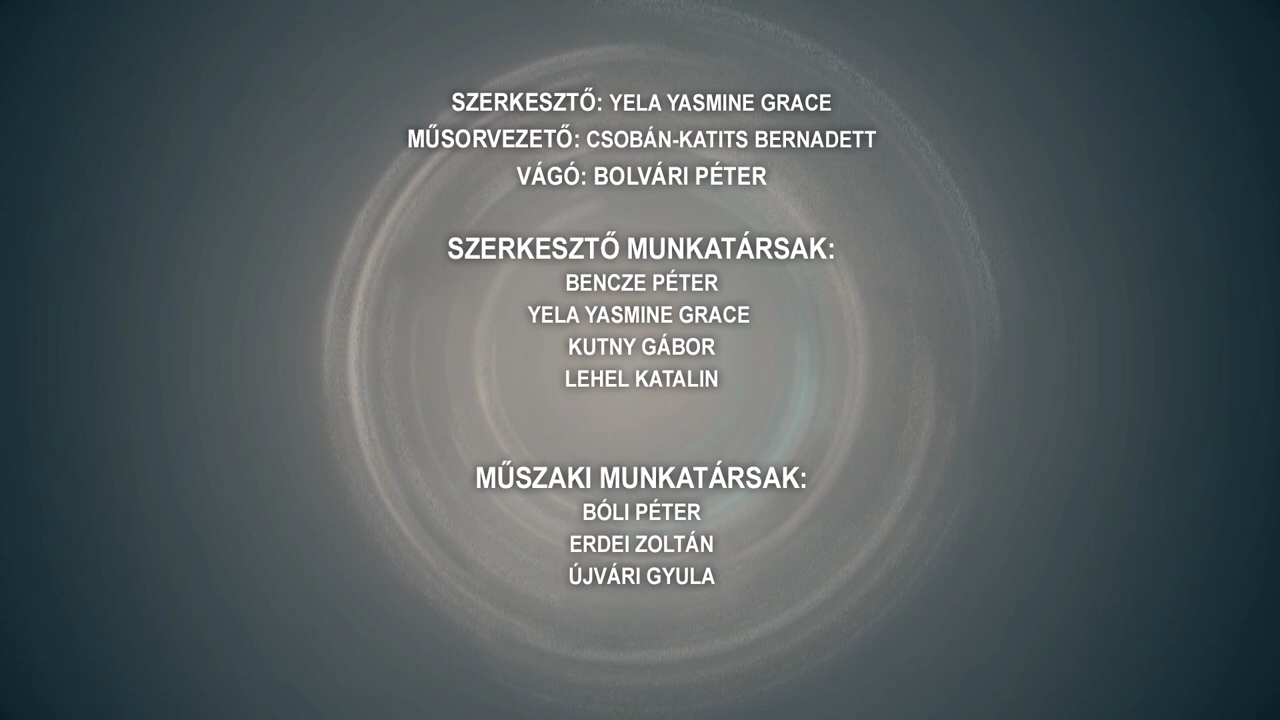 SZERKESZTŐ: YELA YASMINE GRACE
MŰSORVEZETŐ: CSOBÁN-KATITS BERNADETT
VÁGÓ: BOLVÁRI PÉTER
SZERKESZTŐ MUNKATÁRSAK:
BENCZE PÉTER
YELA YASMINE GRACE
KUTNY GÁBOR
LEHEL KATALIN
MŰSZAKI MUNKATÁRSAK:
BÓLI PÉTER
ERDEI ZOLTÁN
ÚJVÁRI GYULA